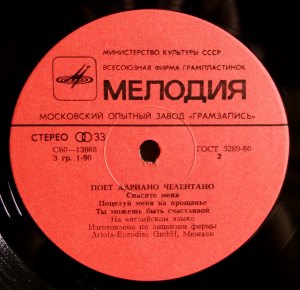 МИНИСТЕРСТВО КУЛЬТУРЫ СССР
ВСЕСОЮЗНАЯ ФИРМА ГРАМПЛАСТИНОК
МЕЛОДИЯ
МОСКОВСКИЙ ОПЫТНЫЙ ЗАВОД «ГРАМЗАПИСЬ»
СТЕРЕО 33
С60—13868 ГОСТ 5289-80
3 гр. 1-90 2
ПОЕТ АДРИАНО ЧЕЛЕНТАНО
Спасите меня
Поцелуй меня на прощанье
Ты можешь быть счастливой
На английском языке
Изготовлено по лицензии фирмы
Ariola-Eurodisc GmbH, Мюнхен